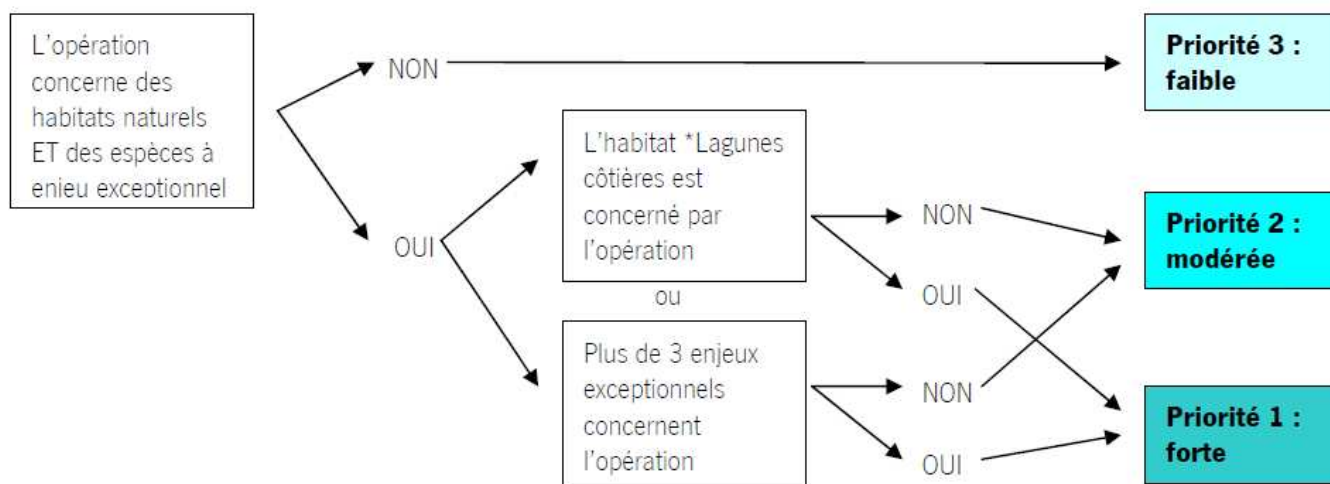 L'opération
concerne des
habitats naturels
ET des espèces à
enieu exceptionnel
NON
OUI
L'habitat *Lagunes
côtières est
concerné par
l'opération
ou
Plus de 3 enjeux
exceptionnels
concernent
l'opération
NON
OUI
NON
OUI
Priorité 3 :
faible
Priorité 2 :
modérée
Priorité 1 :
forte